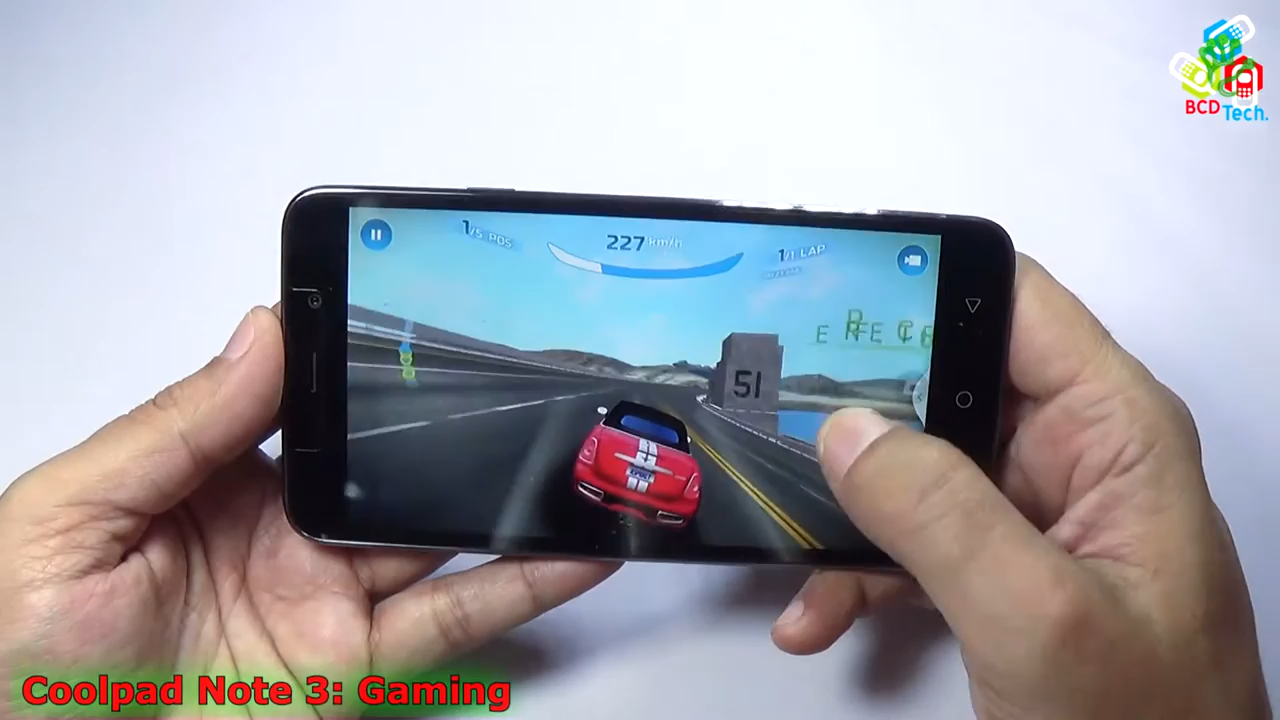 BCD Tech.
1/5 POS
227 km/h
1/1 LAP
51
Coolpad Note 3: Gaming